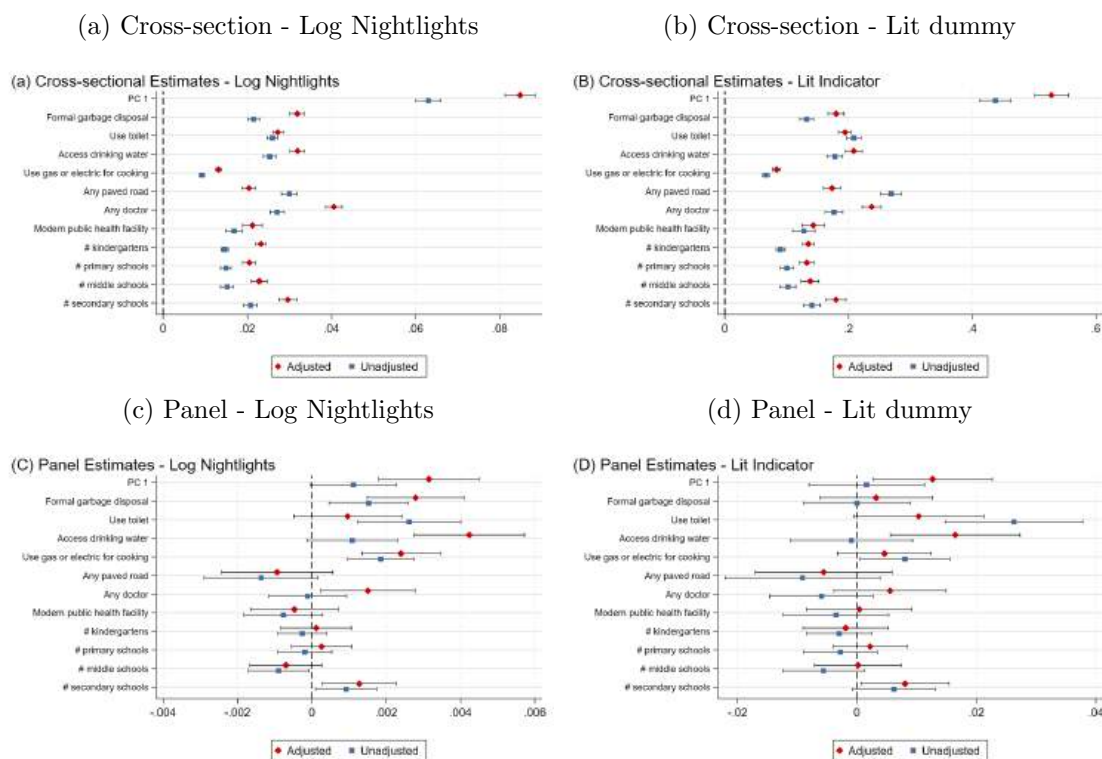 (a) Cross-section - Log Nightlights
(b) Cross-section - Lit dummy
(a) Cross-sectional Estimates - Log Nightlights
PC 1
Formal garbage disposal
Use toilet
Access drinking water
Use gas or electric for cooking
Any paved road
Any doctor
Modern public health facility
# kindergartens
# primary schools
# middle schools
# secondary schools
0 .02 .04 .06 .08
Adjusted Unadjusted
(B) Cross-sectional Estimates - Lit Indicator
PC 1
Formal garbage disposal
Use toilet
Access drinking water
Use gas or electric for cooking
Any paved road
Any doctor
Modern public health facility
# kindergartens
# primary schools
# middle schools
# secondary schools
0 .2 .4 .6
Adjusted Unadjusted
(c) Panel - Log Nightlights
(d) Panel - Lit dummy
(C) Panel Estimates - Log Nightlights
PC 1
Formal garbage disposal
Use toilet
Access drinking water
Use gas or electric for cooking
Any paved road
Any doctor
Modern public health facility
# kindergartens
# primary schools
# middle schools
# secondary schools
-.004 -.002 0 .002 .004 .006
Adjusted Unadjusted
(D) Panel Estimates - Lit Indicator
PC 1
Formal garbage disposal
Use toilet
Access drinking water
Use gas or electric for cooking
Any paved road
Any doctor
Modern public health facility
# kindergartens
# primary schools
# middle schools
# secondary schools
-.02 0 .02 .04
Adjusted Unadjusted